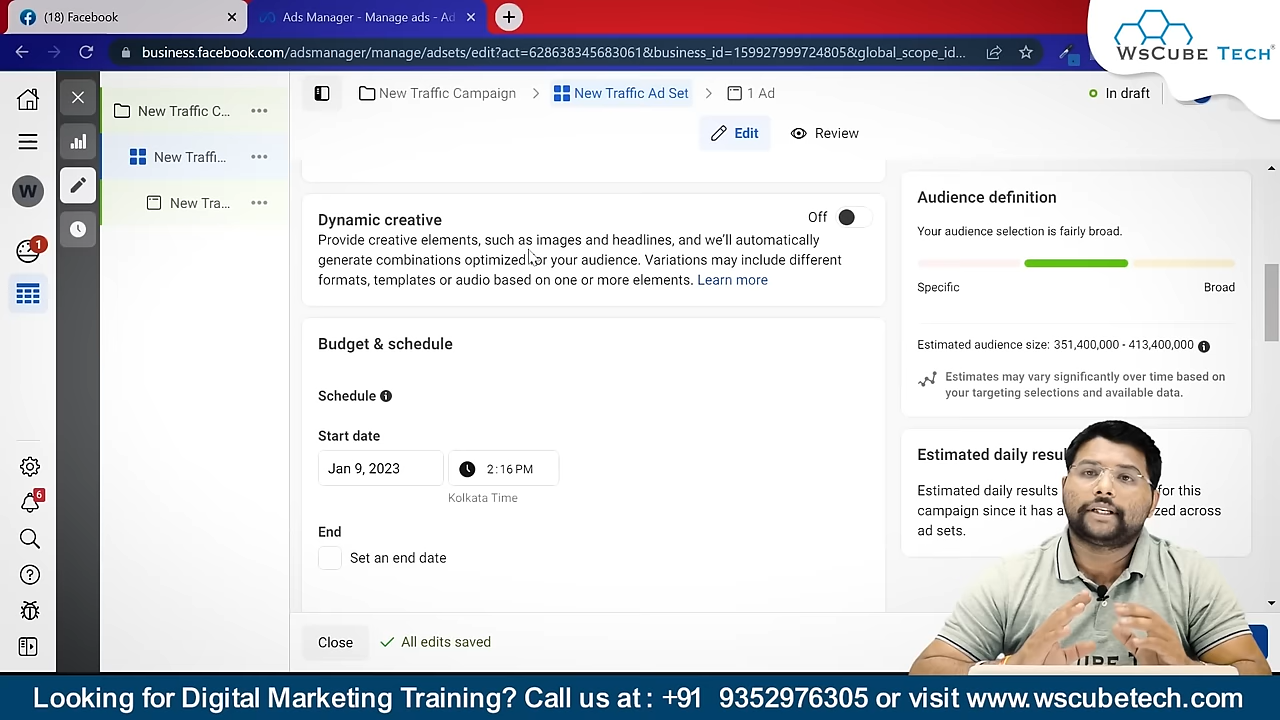 (18) Facebook
Ads Manager - Manage ads - Ad
business.facebook.com/adsmanager/manage/adsets/edit?act=628638345683061&business_id=1599279997248056&global_scope_id...
WsCube Tech®
New Traffic C...
New Traffic Campaign
New Traffic Ad Set
1 Ad
In draft
Edit
Review
New Traffi...
New Tra...
W
1
6
Dynamic creative
Off
Provide creative elements, such as images and headlines, and we'll automatically
generate combinations optimized for your audience. Variations may include different
formats, templates or audio based on one or more elements. Learn more
Budget & schedule
Schedule
Start date
Jan 9, 2023
2:16 PM
Kolkata Time
End
Set an end date
Close
All edits saved
Audience definition
Your audience selection is fairly broad.
Specific
Broad
Estimated audience size: 351,400,000 - 413,400,000
Estimates may vary significantly over time based on
your targeting selections and available data.
Estimated daily
Estimated daily results for this
campaign since it has
ad sets.
Looking for Digital Marketing Training? Call us at : +91 9352976305 or visit www.wscubetech.com